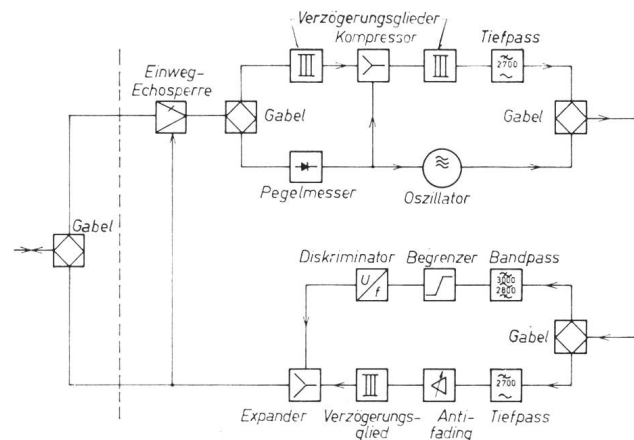 Verzögerungsglieder
Kompressor
Tiefpass
2700
Einweg-
Echosperre
Gabel
Gabel
Pegelmesser
Oszillator
Gabel
Diskriminator
Begrenzer
Bandpass
U/f
3000
2800
Gabel
2700
Expander
Verzögerungs-
glied
Anti-
fading
Tiefpass